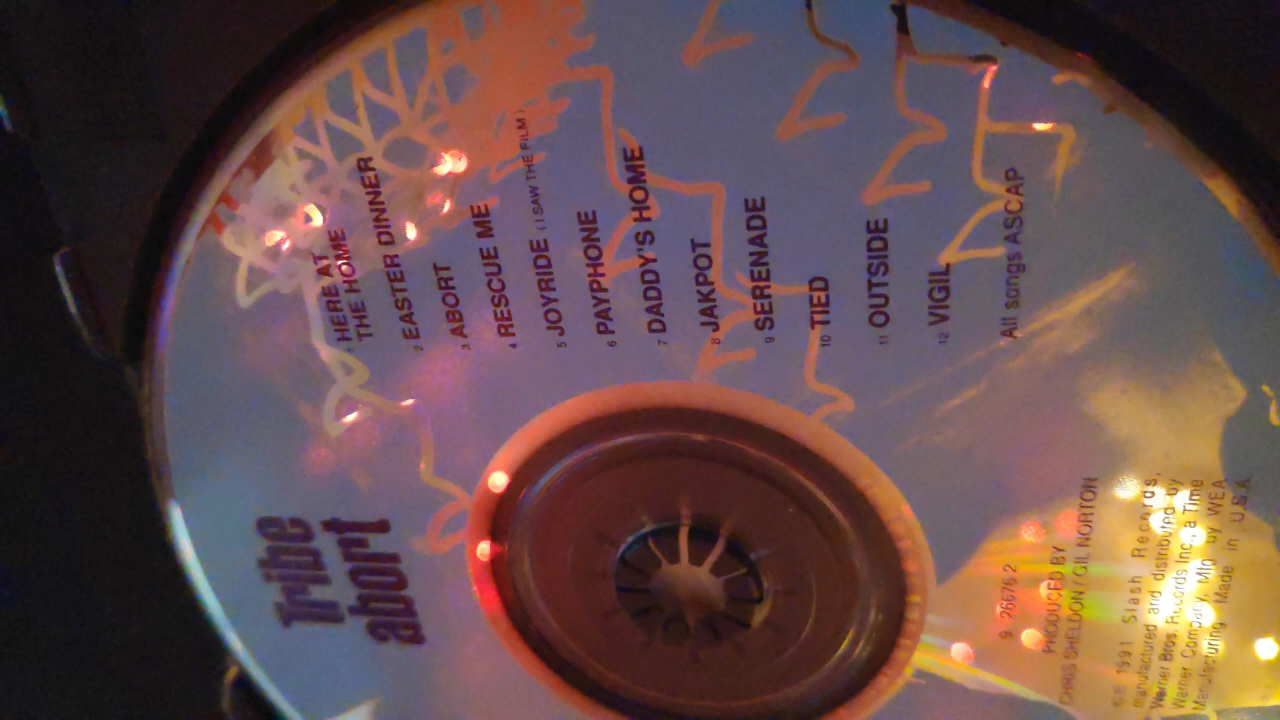 Tribe
abort
1 HERE AT
THE HOME
2 EASTER DINNER
3 ABORT
4 RESCUE ME
5 JOYRIDE (I SAW THE FILM)
6 PAYPHONE
7 DADDY'S HOME
8 JAKPOT
9 SERENADE
10 TIED
11 OUTSIDE
12 VIGIL
All songs ASCAP
9 26676 2
PRODUCED BY
CHRIS SHELDON / GIL NORTON
© ℗ 1991 Slash Records,
manufactured and distributed by
Warner Bros. Records Inc., a Time
Warner Company. Mfg by WEA
Manufacturing Made in U.S.A.